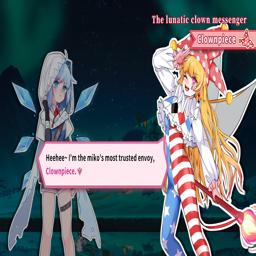 The lunatic clown messenger
Clownpiece
Heehee~ I'm the miko's most trusted envoy,
Clownpiece.